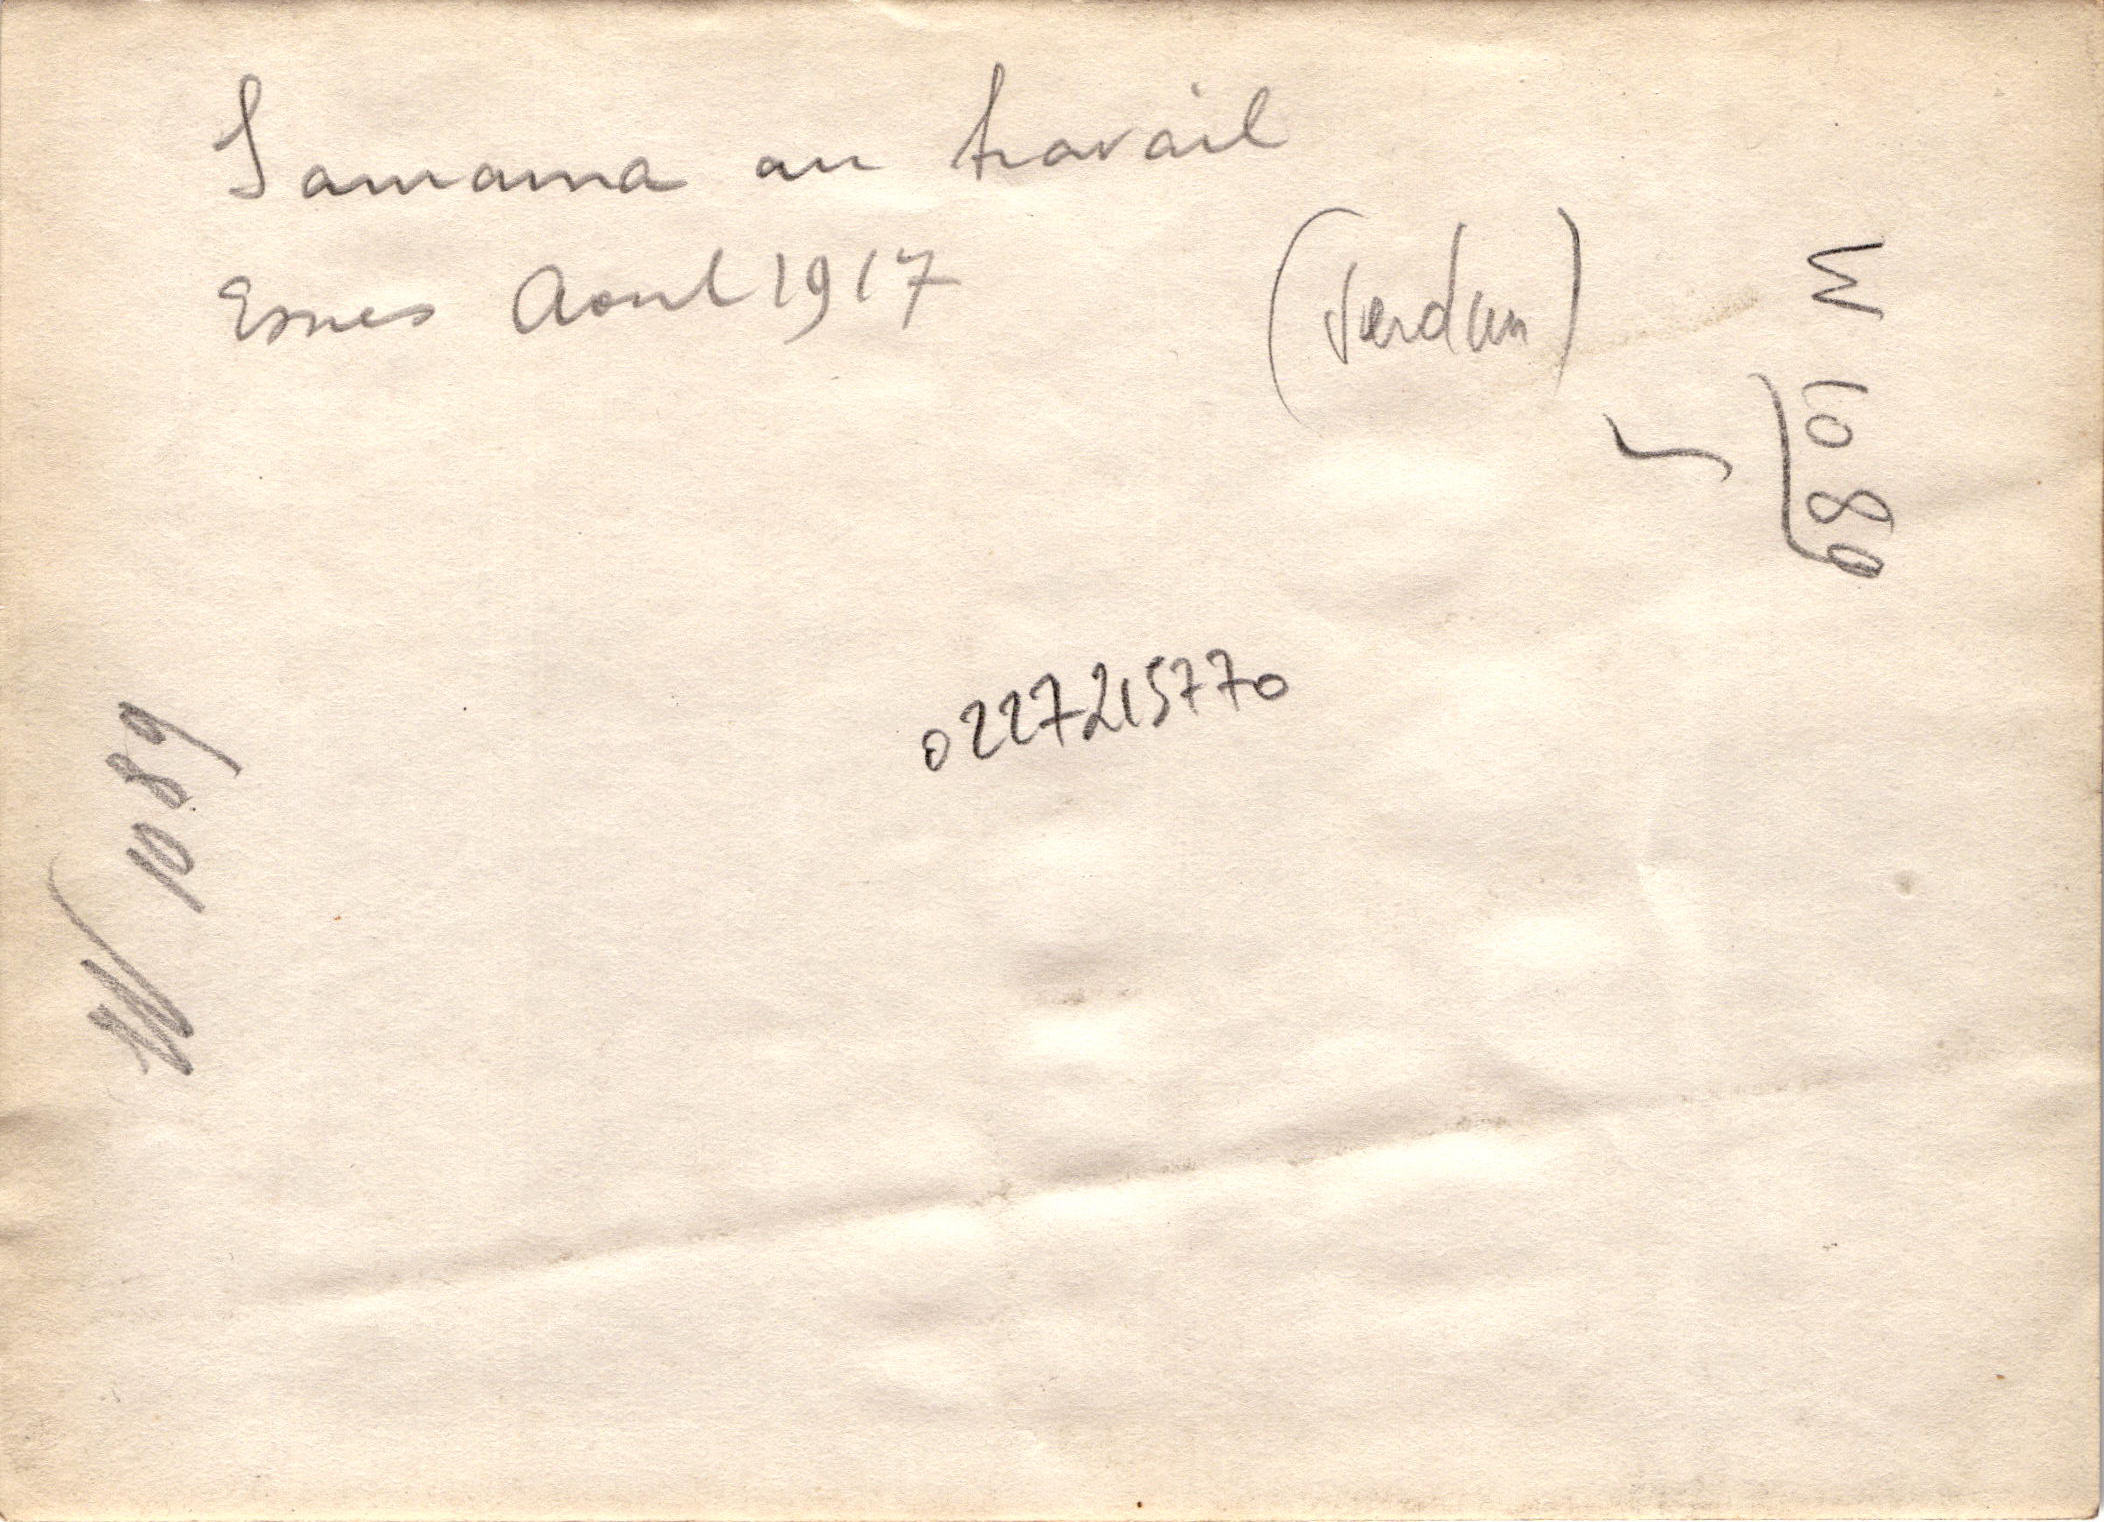 Samama au travail
Esnes Aout 1917
(Verdun)
W 1089
0227215770
W 1089